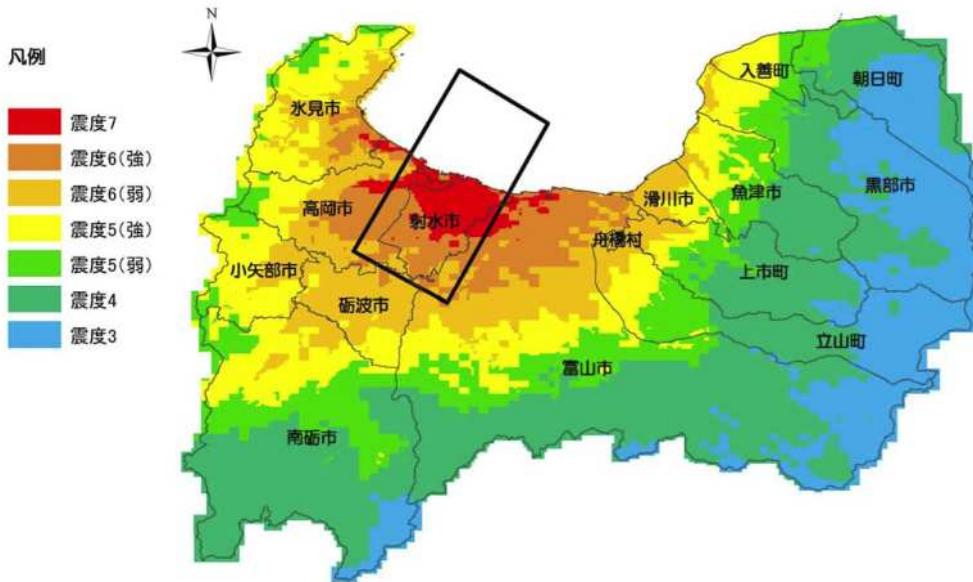 N
凡例
震度7
震度6(強)
震度6(弱)
震度5(強)
震度5(弱)
震度4
震度3
入善町
朝日町
氷見市
黒部市
魚津市
滑川市
高岡市
射水市
舟橋村
小矢部市
上市町
砺波市
立山町
富山市
南砺市